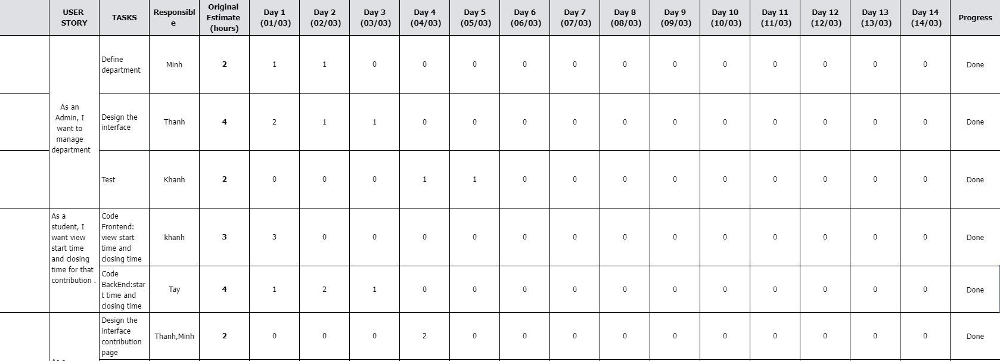 USER STORY TASKS Responsible Original Estimate (hours) Day 1 (01/03) Day 2 (02/03) Day 3 (03/03) Day 4 (04/03) Day 5 (05/03) Day 6 (06/03) Day 7 (07/03) Day 8 (08/03) Day 9 (09/03) Day 10 (10/03) Day 11 (11/03) Day 12 (12/03) Day 13 (13/03) Day 14 (14/03) Progress
As an
Admin, I
want to
manage
department
Define
department
Minh 2 1 1 0 0 0 0 0 0 0 0 0 0 0 0 Done
Design the
interface
Thanh 4 2 1 1 0 0 0 0 0 0 0 0 0 0 0 Done
Test Khanh 2 0 0 0 1 1 0 0 0 0 0 0 0 0 0 Done
As a
student, I
want view
start time
and closing
time for that
contribution .
Code
Frontend:
view start
time and
closing time
khanh 3 3 0 0 0 0 0 0 0 0 0 0 0 0 0 Done
Code
BackEnd:star
t time and
closing time
Tay 4 1 2 1 0 0 0 0 0 0 0 0 0 0 0 Done
Design the
interface
contribution
page
Thanh,Minh 2 0 0 0 2 0 0 0 0 0 0 0 0 0 0 Done